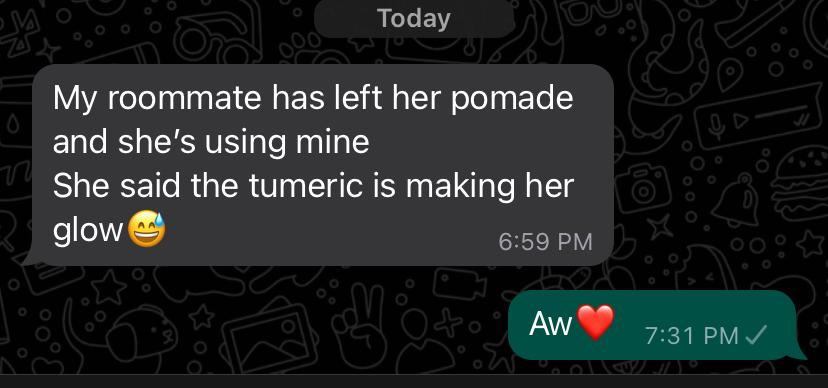 Today
My roommate has left her pomade
and she’s using mine
She said the tumeric is making her
glow😅
6:59 PM
Aw❤️
7:31 PM